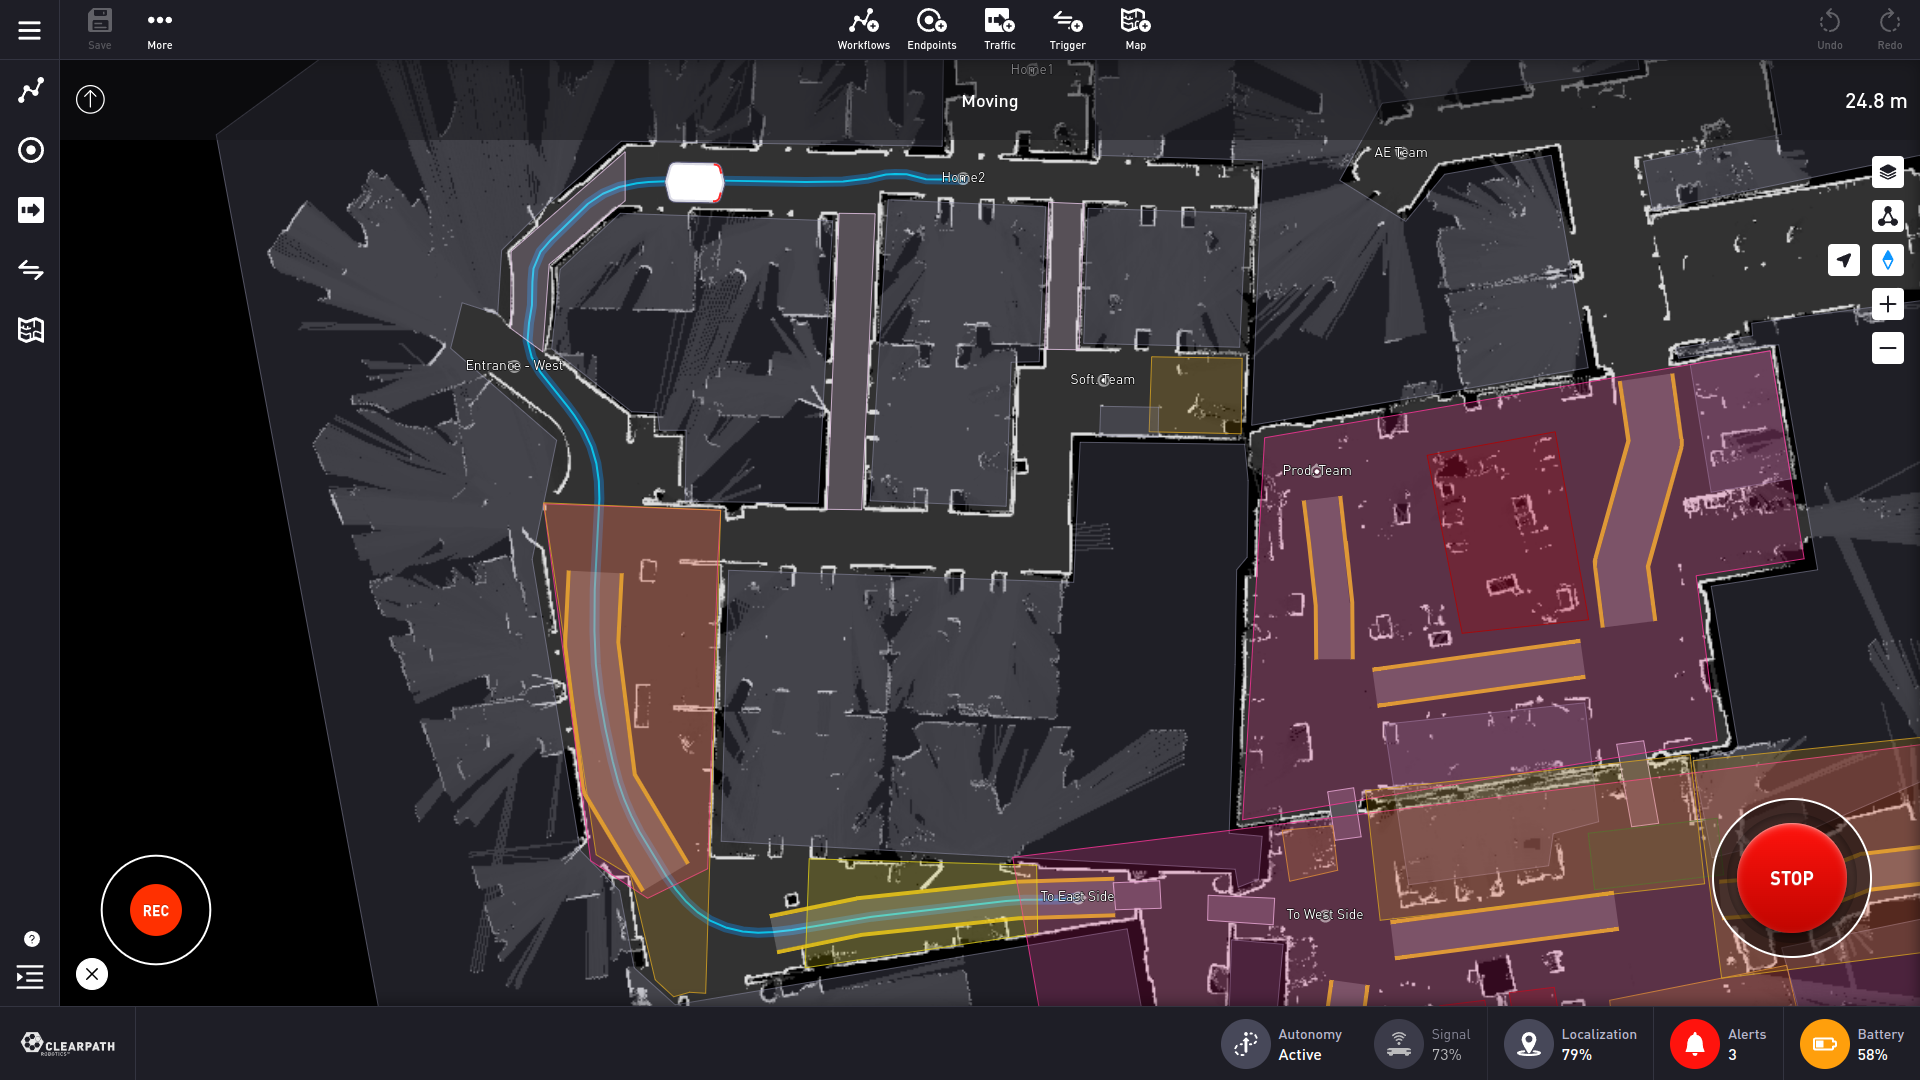 Save
More
Workflows
Endpoints
Traffic
Trigger
Map
Undo
Redo
Home1
Moving
24.8 m
AE Team
Home2
Entrance - West
Soft. Team
Prod. Team
To East Side
To West Side
REC
STOP
?
CLEARPATH
ROBOTICS
Autonomy
Active
Signal
73%
Localization
79%
Alerts
3
Battery
58%